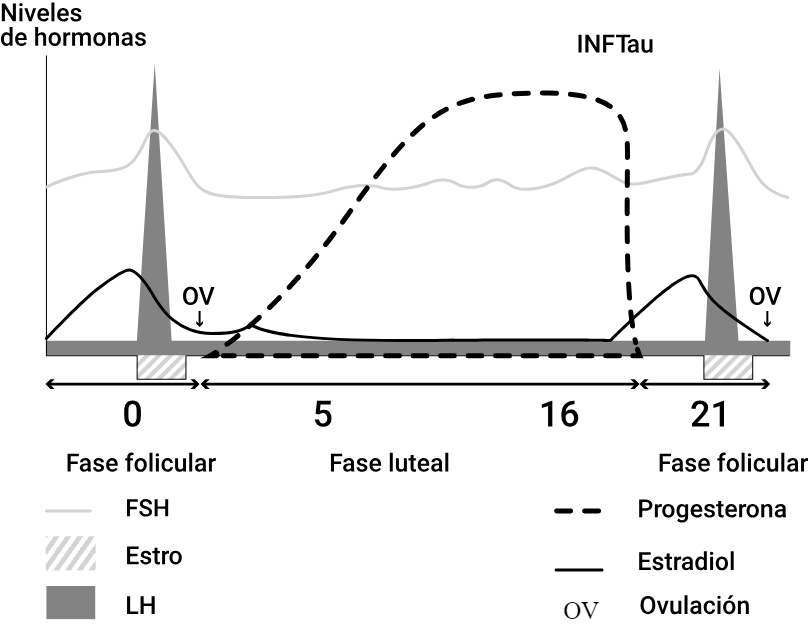 Niveles
de hormonas
INFTau
OV
OV
0 5 16 21
Fase folicular Fase luteal Fase folicular
FSH
Estro
LH
Progesterona
Estradiol
OV Ovulación